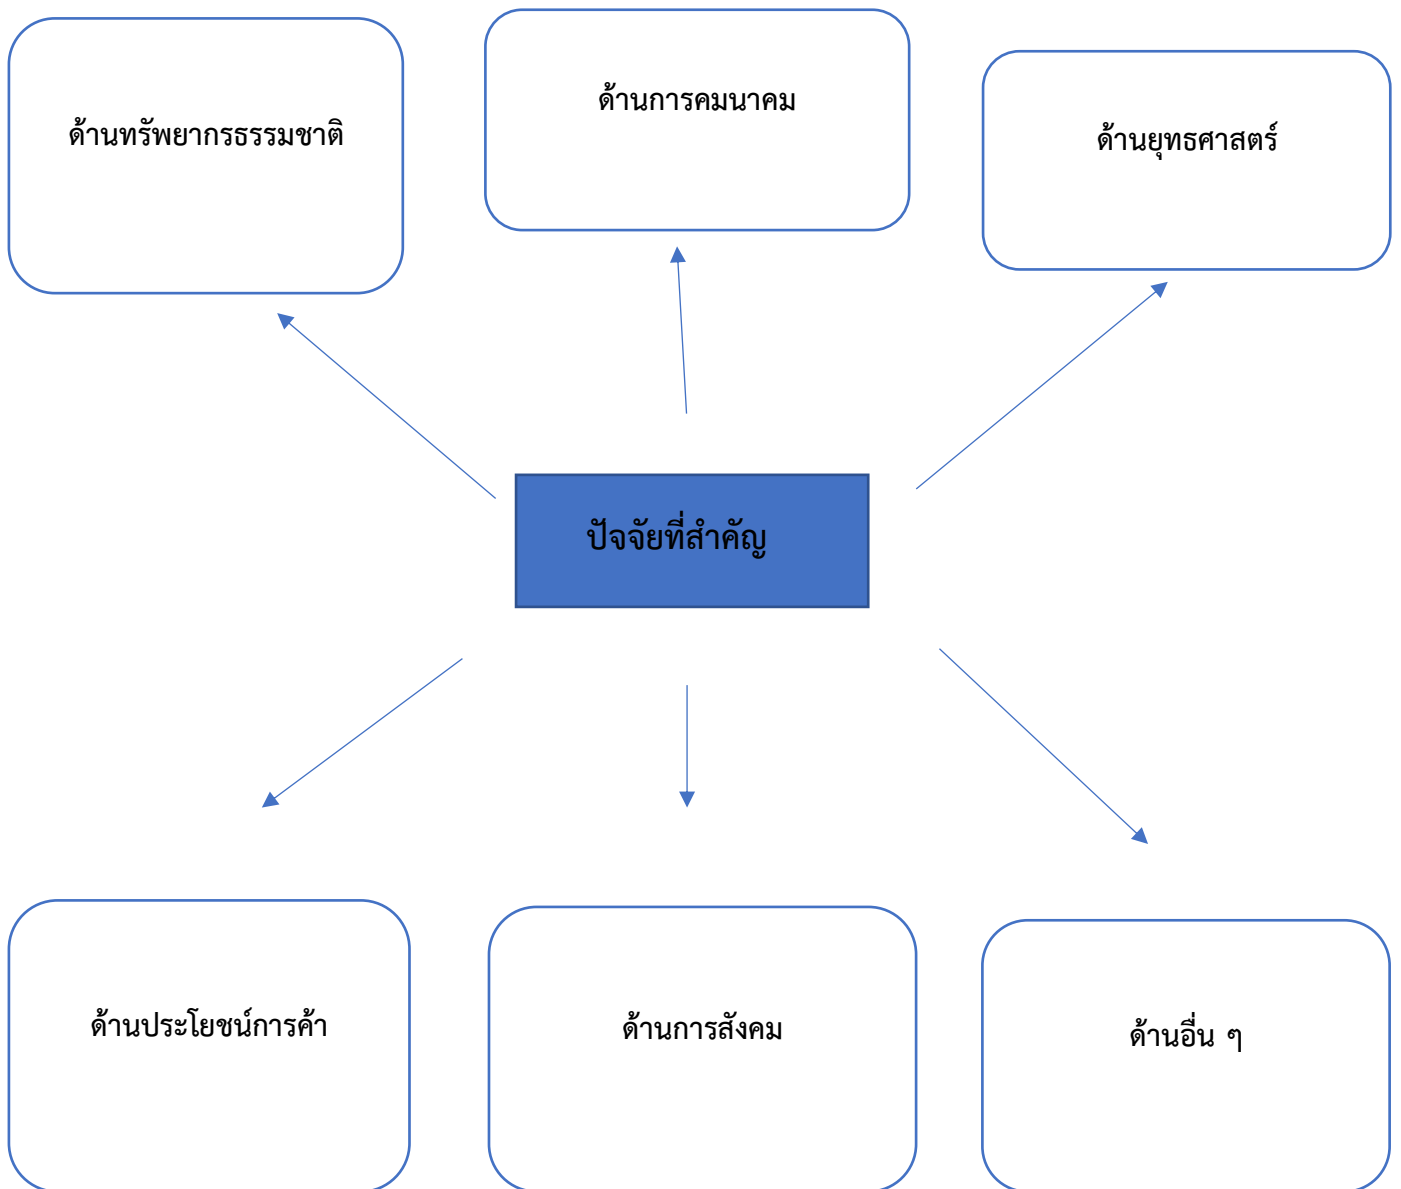 ด้านทรัพยากรธรรมชาติ
ด้านการคมนาคม
ด้านยุทธศาสตร์
ปัจจัยที่สำคัญ
ด้านประโยชน์การค้า
ด้านการสังคม
ด้านอื่น ๆ